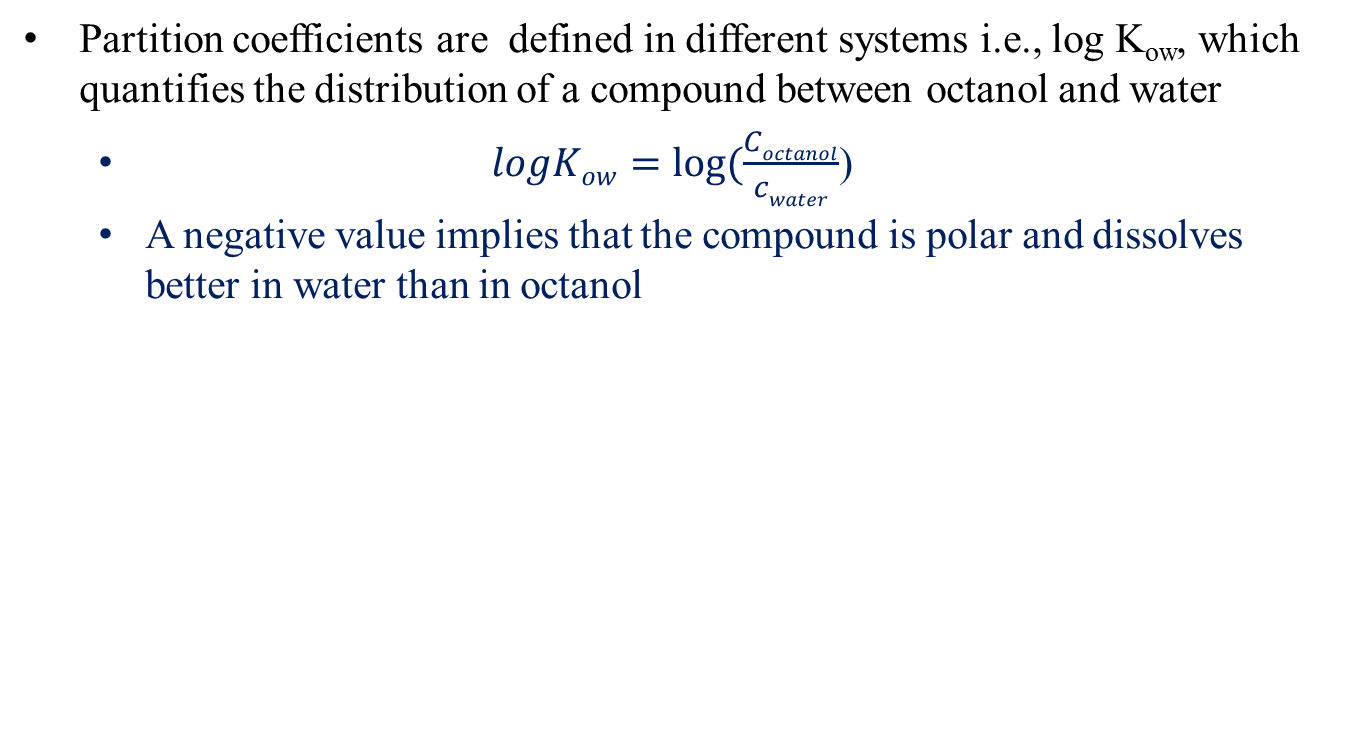 • Partition coefficients are defined in different systems i.e., log Kow, which
quantifies the distribution of a compound between octanol and water
• logKow = log(Coctanol/cwater)
• A negative value implies that the compound is polar and dissolves
better in water than in octanol